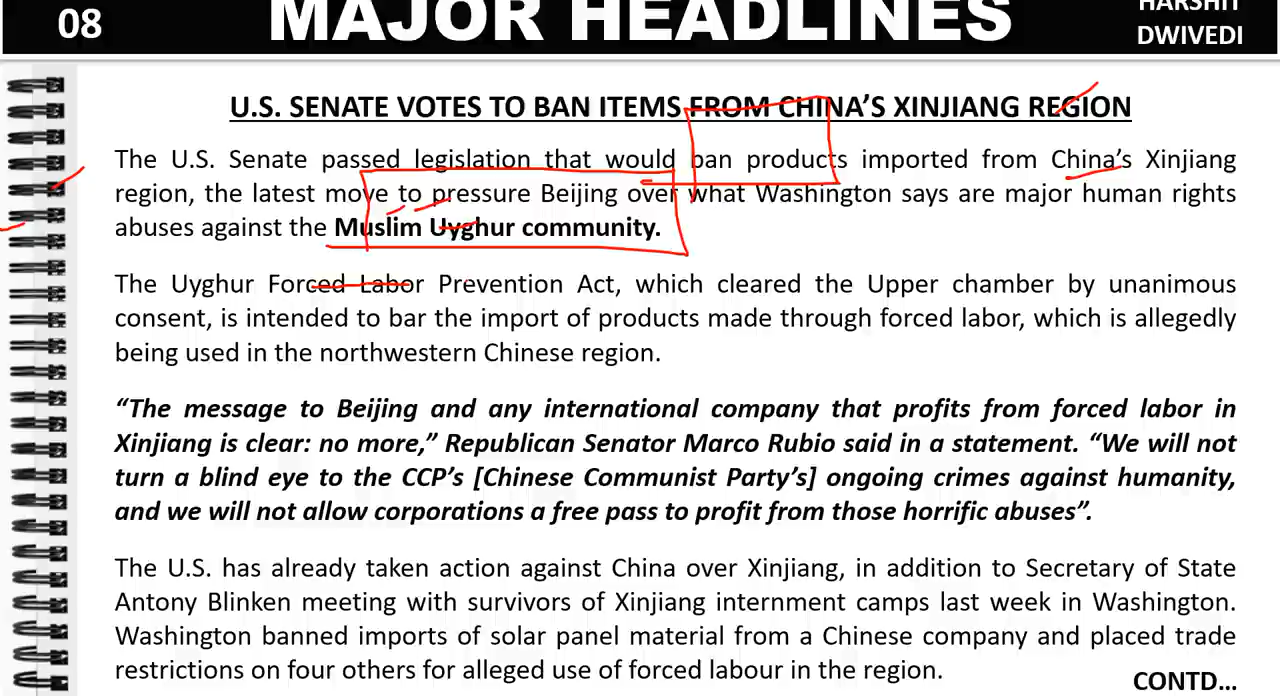 08
MAJOR HEADLINES
HARSHIT
DWIVEDI
U.S. SENATE VOTES TO BAN ITEMS FROM CHINA’S XINJIANG REGION
The U.S. Senate passed legislation that would ban products imported from China’s Xinjiang
region, the latest move to pressure Beijing over what Washington says are major human rights
abuses against the Muslim Uyghur community.
The Uyghur Forced Labor Prevention Act, which cleared the Upper chamber by unanimous
consent, is intended to bar the import of products made through forced labor, which is allegedly
being used in the northwestern Chinese region.
“The message to Beijing and any international company that profits from forced labor in
Xinjiang is clear: no more,” Republican Senator Marco Rubio said in a statement. “We will not
turn a blind eye to the CCP’s [Chinese Communist Party’s] ongoing crimes against humanity,
and we will not allow corporations a free pass to profit from those horrific abuses”.
The U.S. has already taken action against China over Xinjiang, in addition to Secretary of State
Antony Blinken meeting with survivors of Xinjiang internment camps last week in Washington.
Washington banned imports of solar panel material from a Chinese company and placed trade
restrictions on four others for alleged use of forced labour in the region.
CONTD...